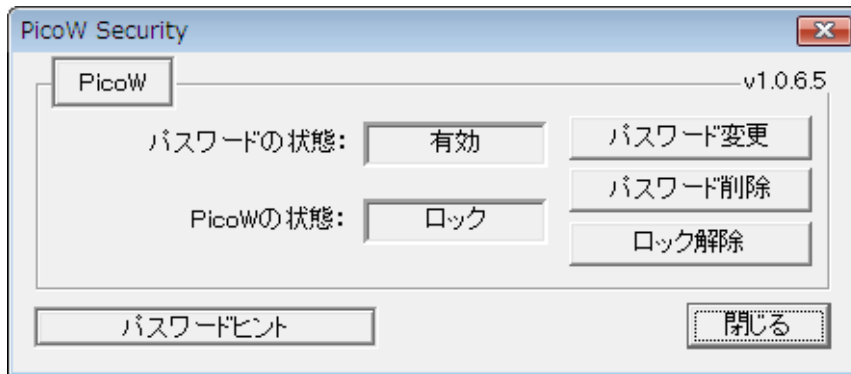 PicoW Security
PicoW
v1.0.6.5
パスワードの状態:
有効
パスワード変更
パスワード削除
PicoWの状態:
ロック
ロック解除
パスワードヒント
閉じる